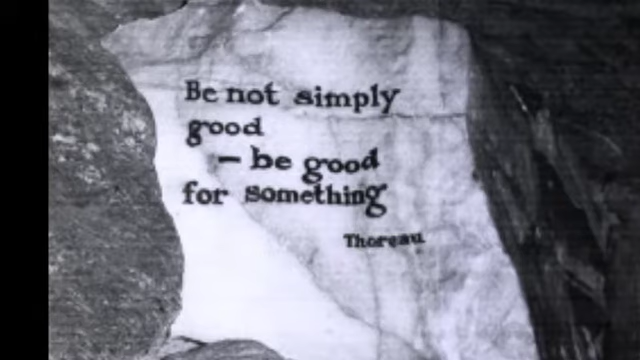 Be not simply
good
– be good
for something
Thoreau